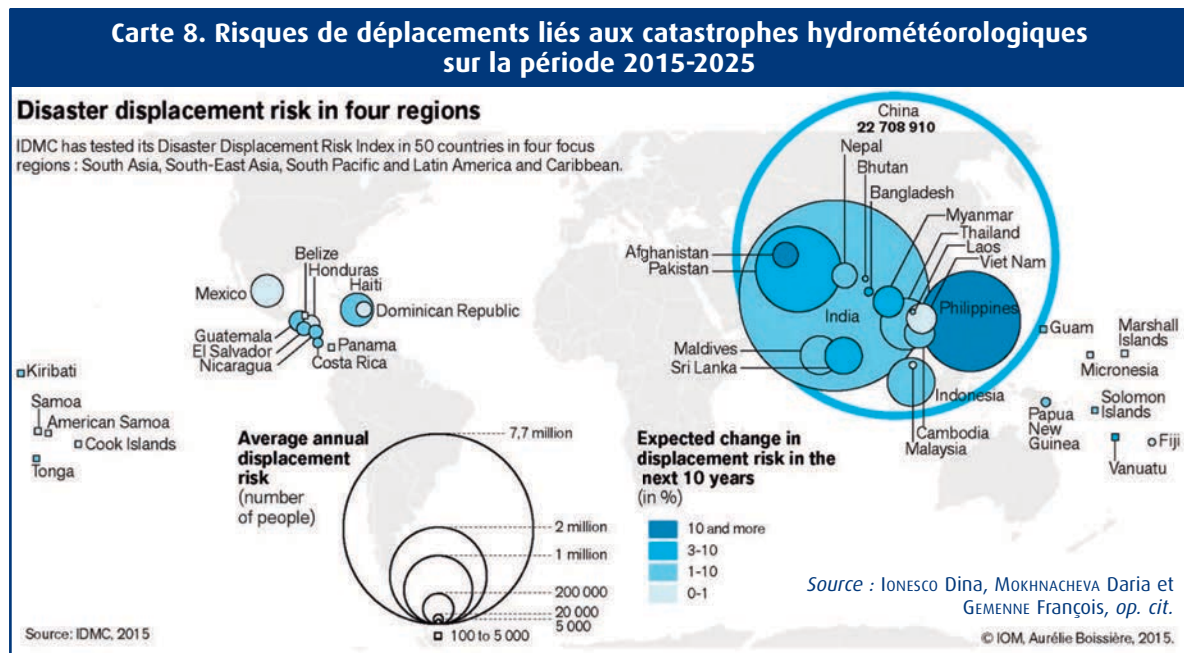 Carte 8. Risques de déplacements liés aux catastrophes hydrométéorologiques
sur la période 2015-2025
Disaster displacement risk in four regions
IDMC has tested its Disaster Displacement Risk Index in 50 countries in four focus
regions : South Asia, South-East Asia, South Pacific and Latin America and Caribbean.
China
22 708 910
Nepal
Bhutan
Bangladesh
Myanmar
Thailand
Laos
Viet Nam
Afghanistan
Pakistan
India
Philippines
Maldives
Sri Lanka
Indonesia
Cambodia
Malaysia
Belize
Honduras
Haiti
Mexico
Dominican Republic
Guatemala
El Salvador
Nicaragua
Panama
Costa Rica
Kiribati
Samoa
American Samoa
Cook Islands
Tonga
Guam
Marshall
Islands
Micronesia
Solomon
Islands
Papua
New
Guinea
Fiji
Vanuatu
Average annual
displacement
risk
(number
of people)
7,7 million
2 million
1 million
200 000
20 000
5 000
100 to 5 000
Expected change in
displacement risk in the
next 10 years
(in %)
10 and more
3-10
1-10
0-1
Source : Ionesco Dina, Mokhnacheva Daria et
Gemenne François, op. cit.
Source: IDMC, 2015
© IOM, Aurélie Boissière, 2015.